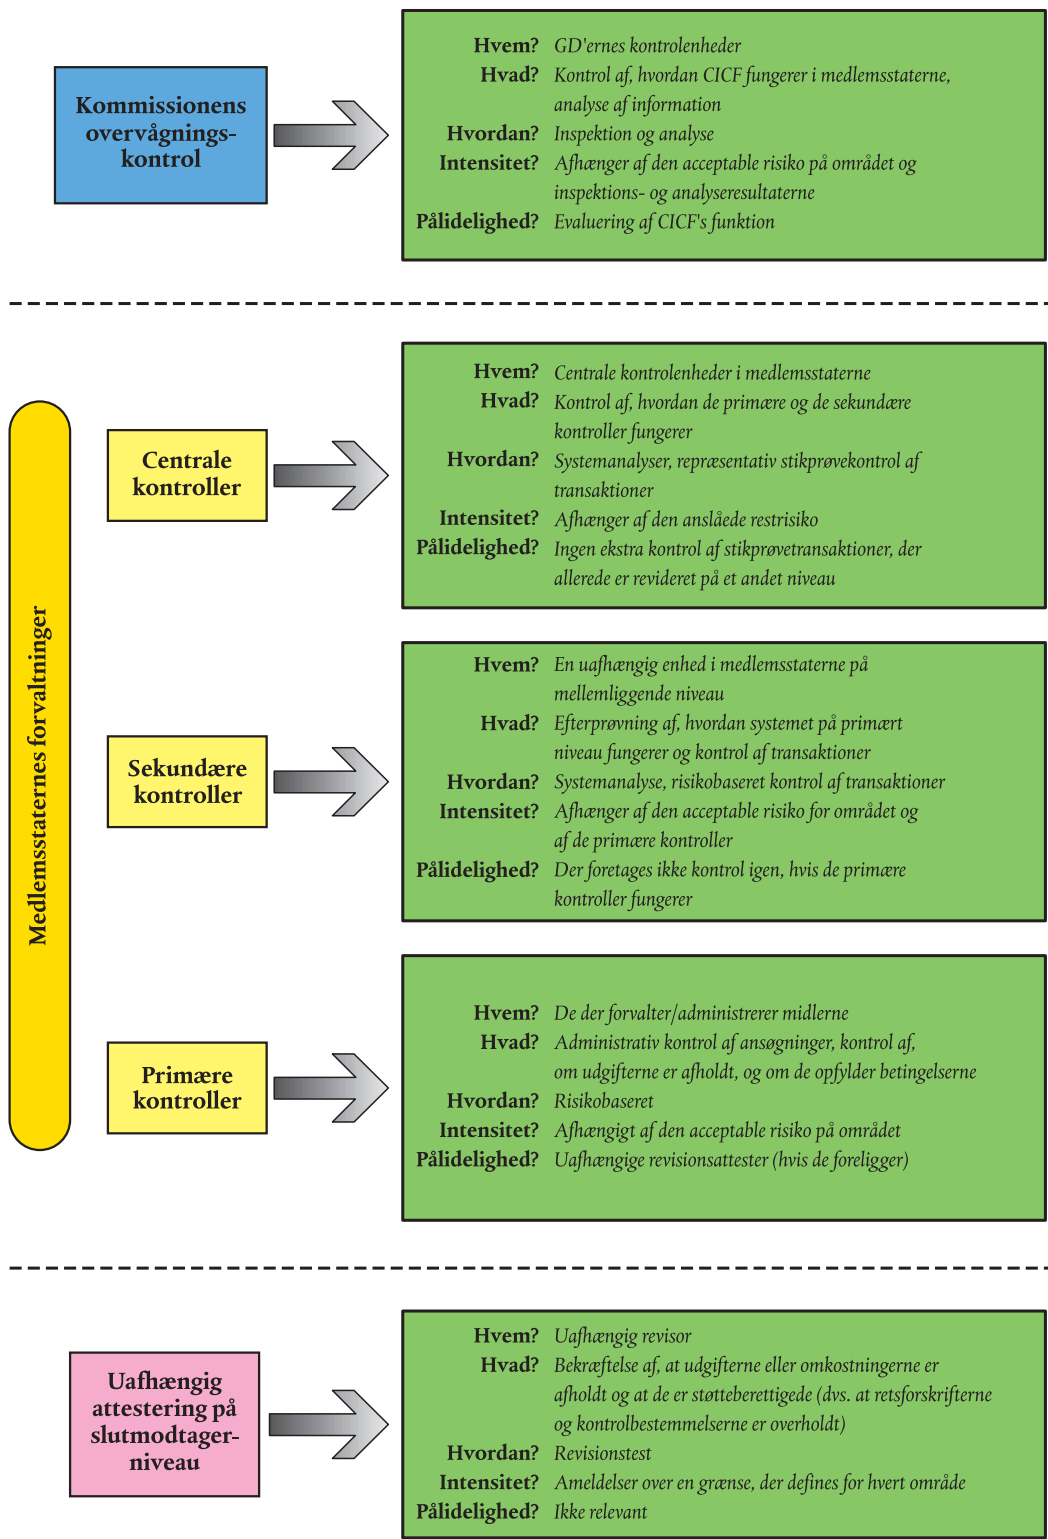 Kommissionens
overvågnings-
kontrol
Hvem? GD'ernes kontrolenheder
Hvad? Kontrol af, hvordan CICF fungerer i medlemsstaterne,
analyse af information
Hvordan? Inspektion og analyse
Intensitet? Afhænger af den acceptable risiko på området og
inspektions- og analyseresultaterne
Pålidelighed? Evaluering af CICF's funktion
Medlemsstaternes forvaltninger
Centrale
kontroller
Hvem? Centrale kontrolenheder i medlemsstaterne
Hvad? Kontrol af, hvordan de primære og de sekundære
kontroller fungerer
Hvordan? Systemanalyser, repræsentativ stikprøvekontrol af
transaktioner
Intensitet? Afhænger af den anslåede restrisiko
Pålidelighed? Ingen ekstra kontrol af stikprøvetransaktioner, der
allerede er revideret på et andet niveau
Sekundære
kontroller
Hvem? En uafhængig enhed i medlemsstaterne på
mellemliggende niveau
Hvad? Efterprøvning af, hvordan systemet på primært
niveau fungerer og kontrol af transaktioner
Hvordan? Systemanalyse, risikobaseret kontrol af transaktioner
Intensitet? Afhænger af den acceptable risiko for området og
af de primære kontroller
Pålidelighed? Der foretages ikke kontrol igen, hvis de primære
kontroller fungerer
Primære
kontroller
Hvem? De der forvalter/administrerer midlerne
Hvad? Administrativ kontrol af ansøgninger, kontrol af,
om udgifterne er afholdt, og om de opfylder betingelserne
Hvordan? Risikobaseret
Intensitet? Afhængigt af den acceptable risiko på området
Pålidelighed? Uafhængige revisionsattester (hvis de foreligger)
Uafhængig
attestering på
slutmodtager-
niveau
Hvem? Uafhængig revisor
Hvad? Bekræftelse af, at udgifterne eller omkostningerne er
afholdt og at de er støtteberettigede (dvs. at retsforskrifterne
og kontrolbestemmelserne er overholdt)
Hvordan? Revisionstest
Intensitet? Ameldelser over en grænse, der defines for hvert område
Pålidelighed? Ikke relevant